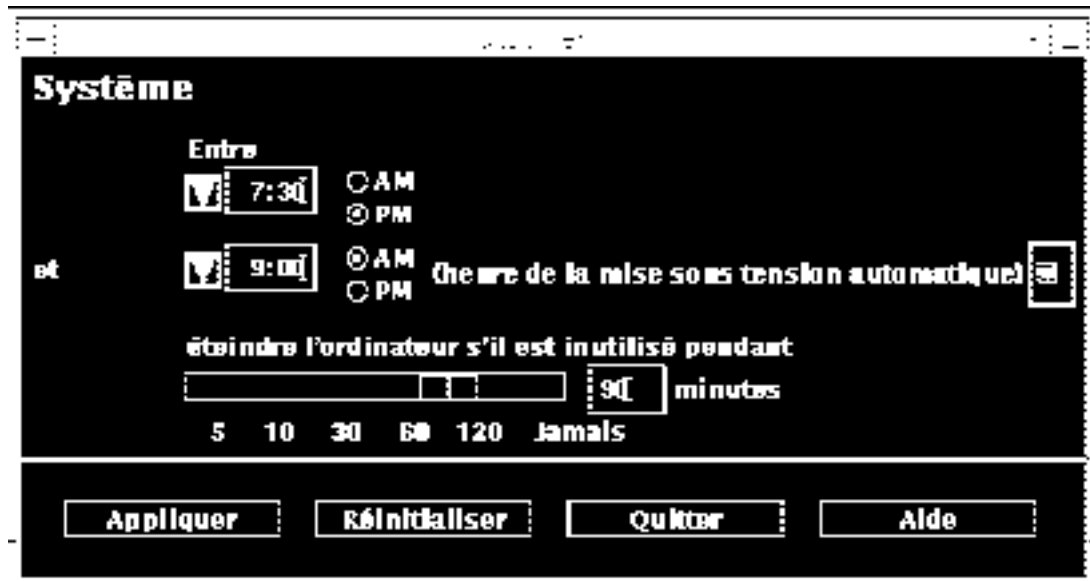 Système
Entre
7:30 AM
PM
et 9:00 AM
PM
(heure de la mise sous tension automatique)
éteindre l'ordinateur s'il est inutilisé pendant
90 minutes
5 10 30 60 120 Jamais
Appliquer Réinitialiser Quitter Aide